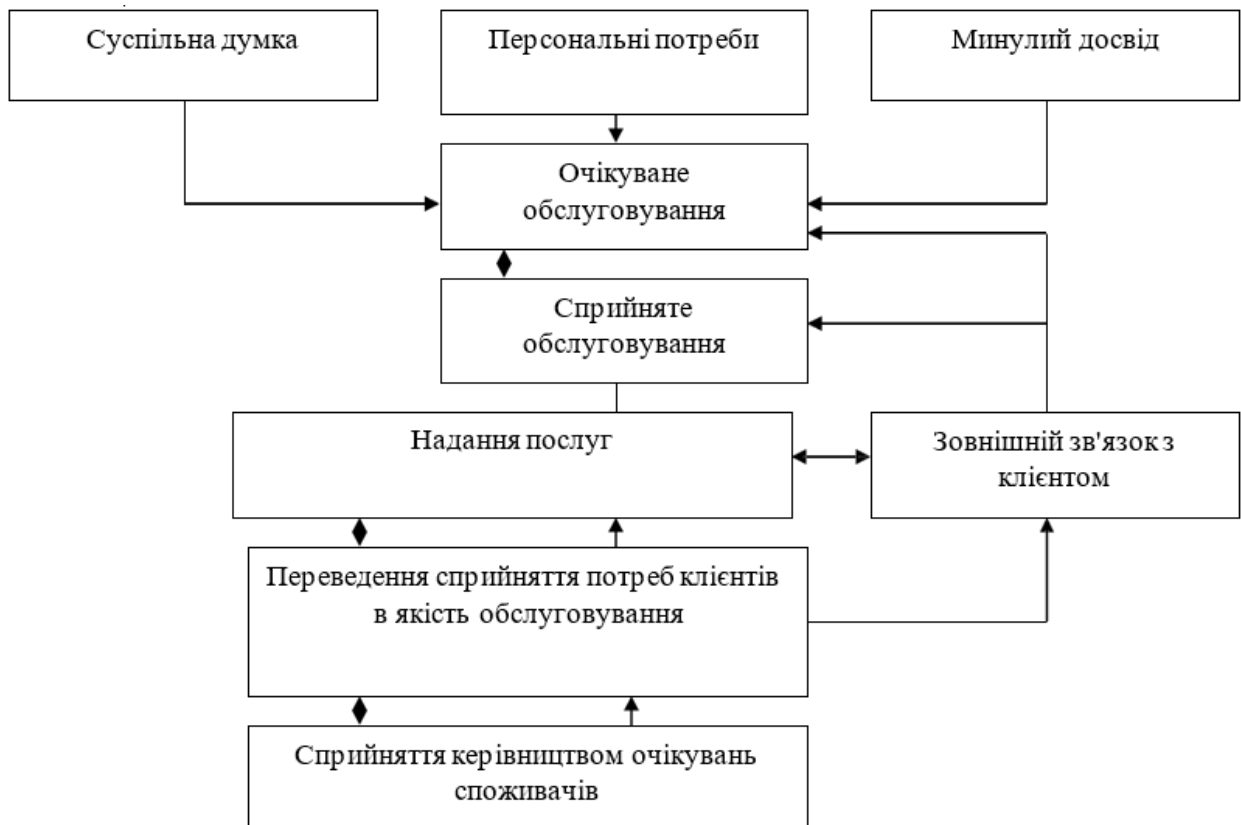 Суспільна думка
Персональні потреби
Минулий досвід
Очікуване
обслуговування
Сприйняте
обслуговування
Надання послуг
Зовнішній зв'язок з
клієнтом
Переведення сприйняття потреб клієнтів
в якість обслуговування
Сприйняття керівництвом очікувань
споживачів